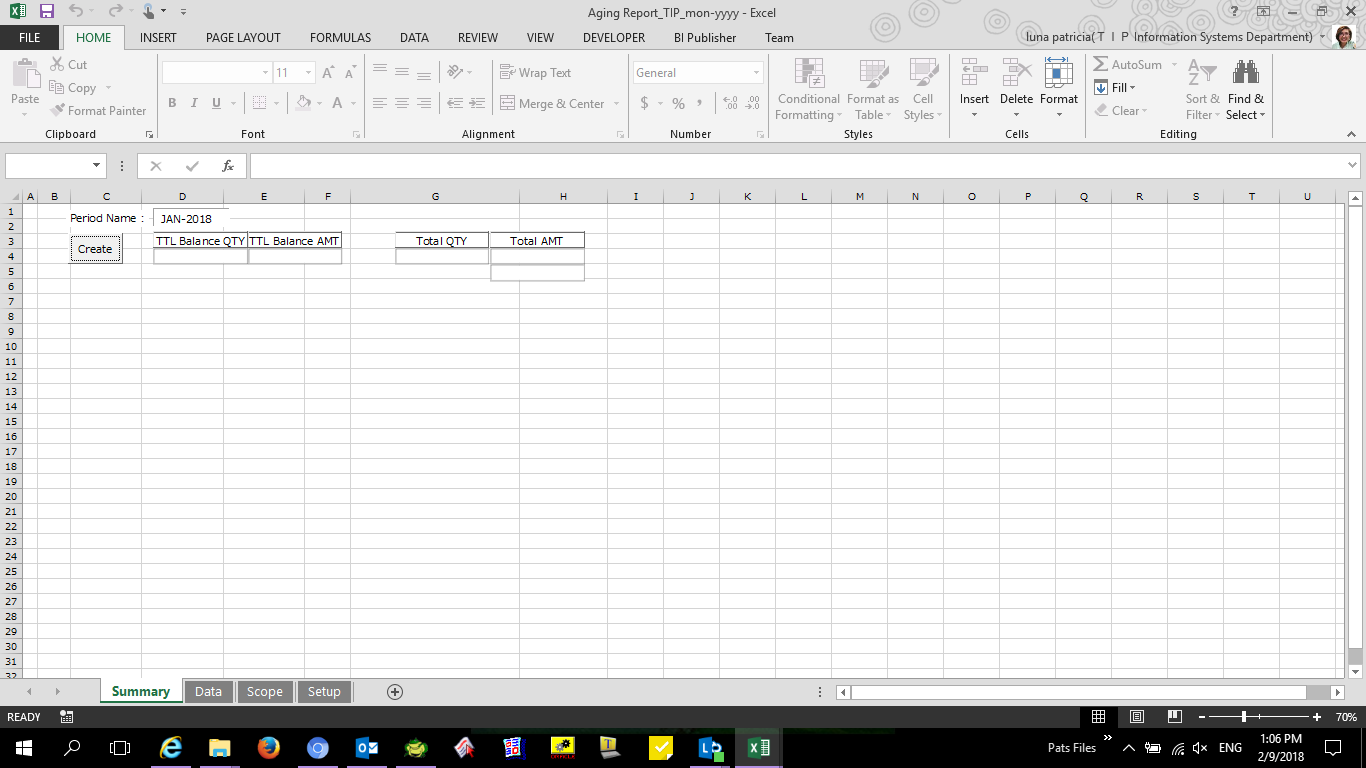 Aging Report_TIP_mon-yyyy - Excel
FILE HOME INSERT PAGE LAYOUT FORMULAS DATA REVIEW VIEW DEVELOPER BI Publisher Team luna patricia( T I P Information Systems Department)
Paste
Cut
Copy
Format Painter
Clipboard
11
B I U
Font
Wrap Text
Merge & Center
Alignment
General
$ % ,
Number
Conditional Formatting
Format as Table
Cell Styles
Styles
Insert Delete Format
Cells
AutoSum
Fill
Clear
Sort & Filter
Find & Select
Editing
fx
A B C D E F G H I J K L M N O P Q R S T U
1
2
3
4
5
6
7
8
9
10
11
12
13
14
15
16
17
18
19
20
21
22
23
24
25
26
27
28
29
30
31
32
Period Name : JAN-2018
Create
TTL Balance QTY TTL Balance AMT Total QTY Total AMT
Summary Data Scope Setup
READY 70%
Pats Files ENG 1:06 PM
2/9/2018